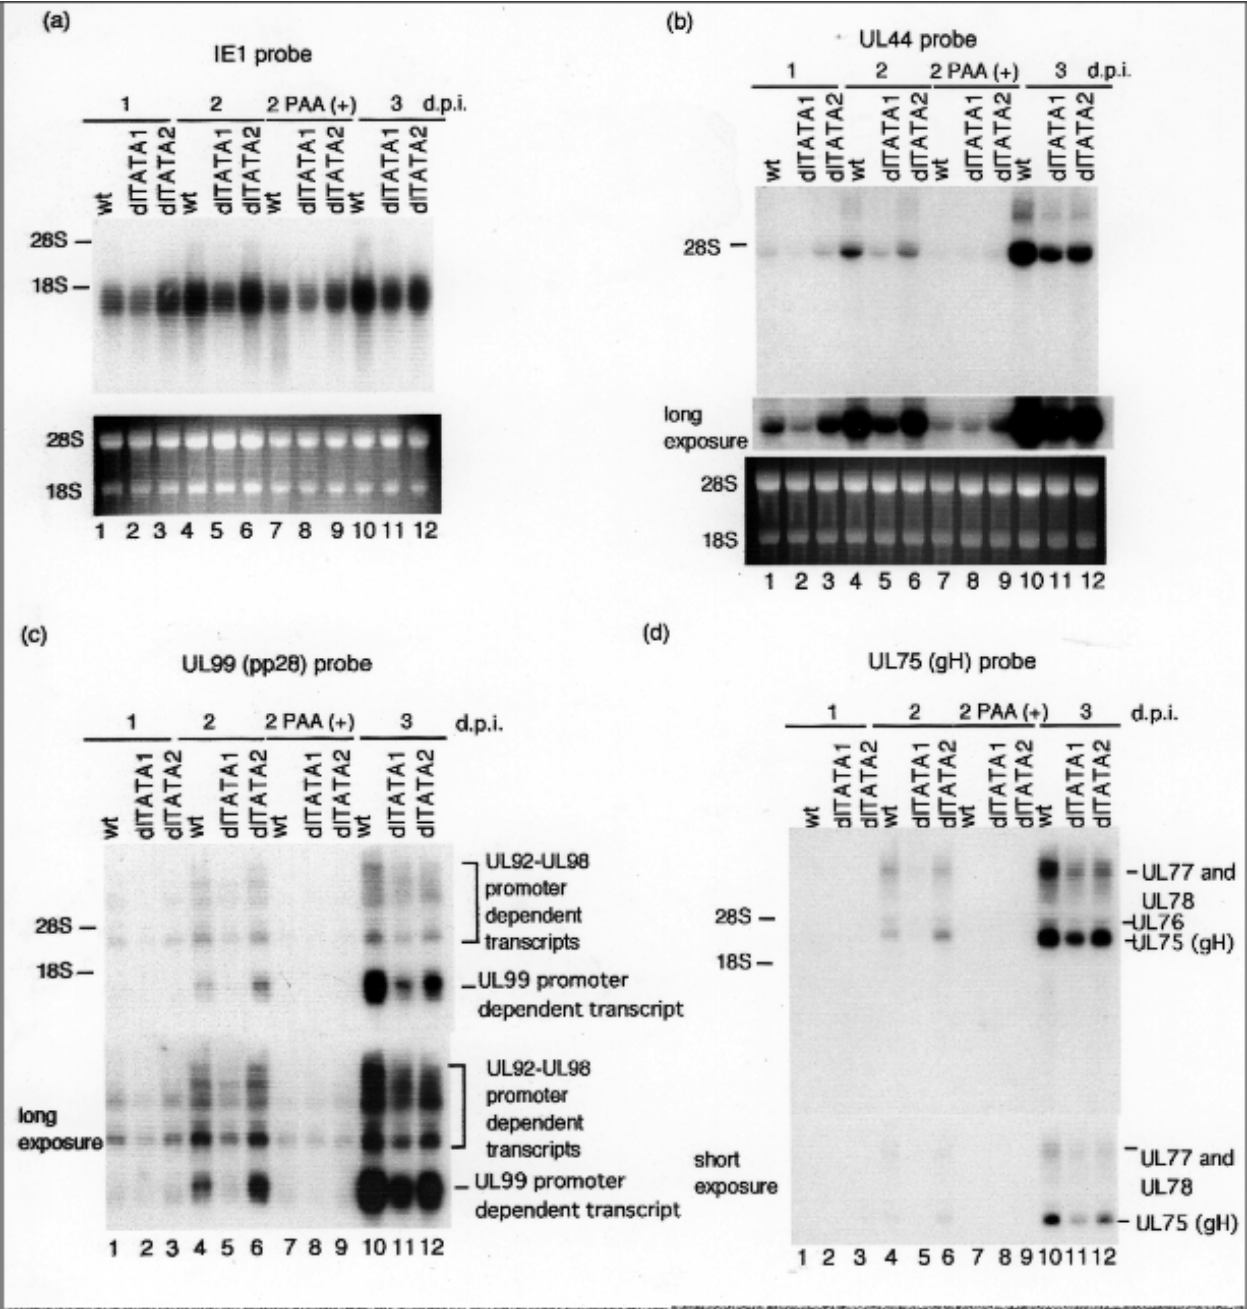 (a)
IE1 probe
1 2 2 PAA (+) 3 d.p.i.
wt dlTATA1 dlTATA2 wt dlTATA1 dlTATA2 wt dlTATA1 dlTATA2 wt dlTATA1 dlTATA2
28S
18S
28S
18S
1 2 3 4 5 6 7 8 9 10 11 12
(b)
UL44 probe
1 2 2 PAA (+) 3 d.p.i.
wt dlTATA1 dlTATA2 wt dlTATA1 dlTATA2 wt dlTATA1 dlTATA2 wt dlTATA1 dlTATA2
28S
long
exposure
28S
18S
1 2 3 4 5 6 7 8 9 10 11 12
(c)
UL99 (pp28) probe
1 2 2 PAA (+) 3 d.p.i.
wt dlTATA1 dlTATA2 wt dlTATA1 dlTATA2 wt dlTATA1 dlTATA2 wt dlTATA1 dlTATA2
UL92-UL98
promoter
dependent
transcripts
28S
18S
UL99 promoter
dependent transcript
long
exposure
UL92-UL98
promoter
dependent
transcripts
UL99 promoter
dependent transcript
1 2 3 4 5 6 7 8 9 10 11 12
(d)
UL75 (gH) probe
1 2 2 PAA (+) 3 d.p.i.
wt dlTATA1 dlTATA2 wt dlTATA1 dlTATA2 wt dlTATA1 dlTATA2 wt dlTATA1 dlTATA2
UL77 and
UL78
28S
UL76
UL75 (gH)
18S
short
exposure
UL77 and
UL78
UL75 (gH)
1 2 3 4 5 6 7 8 9 10 11 12